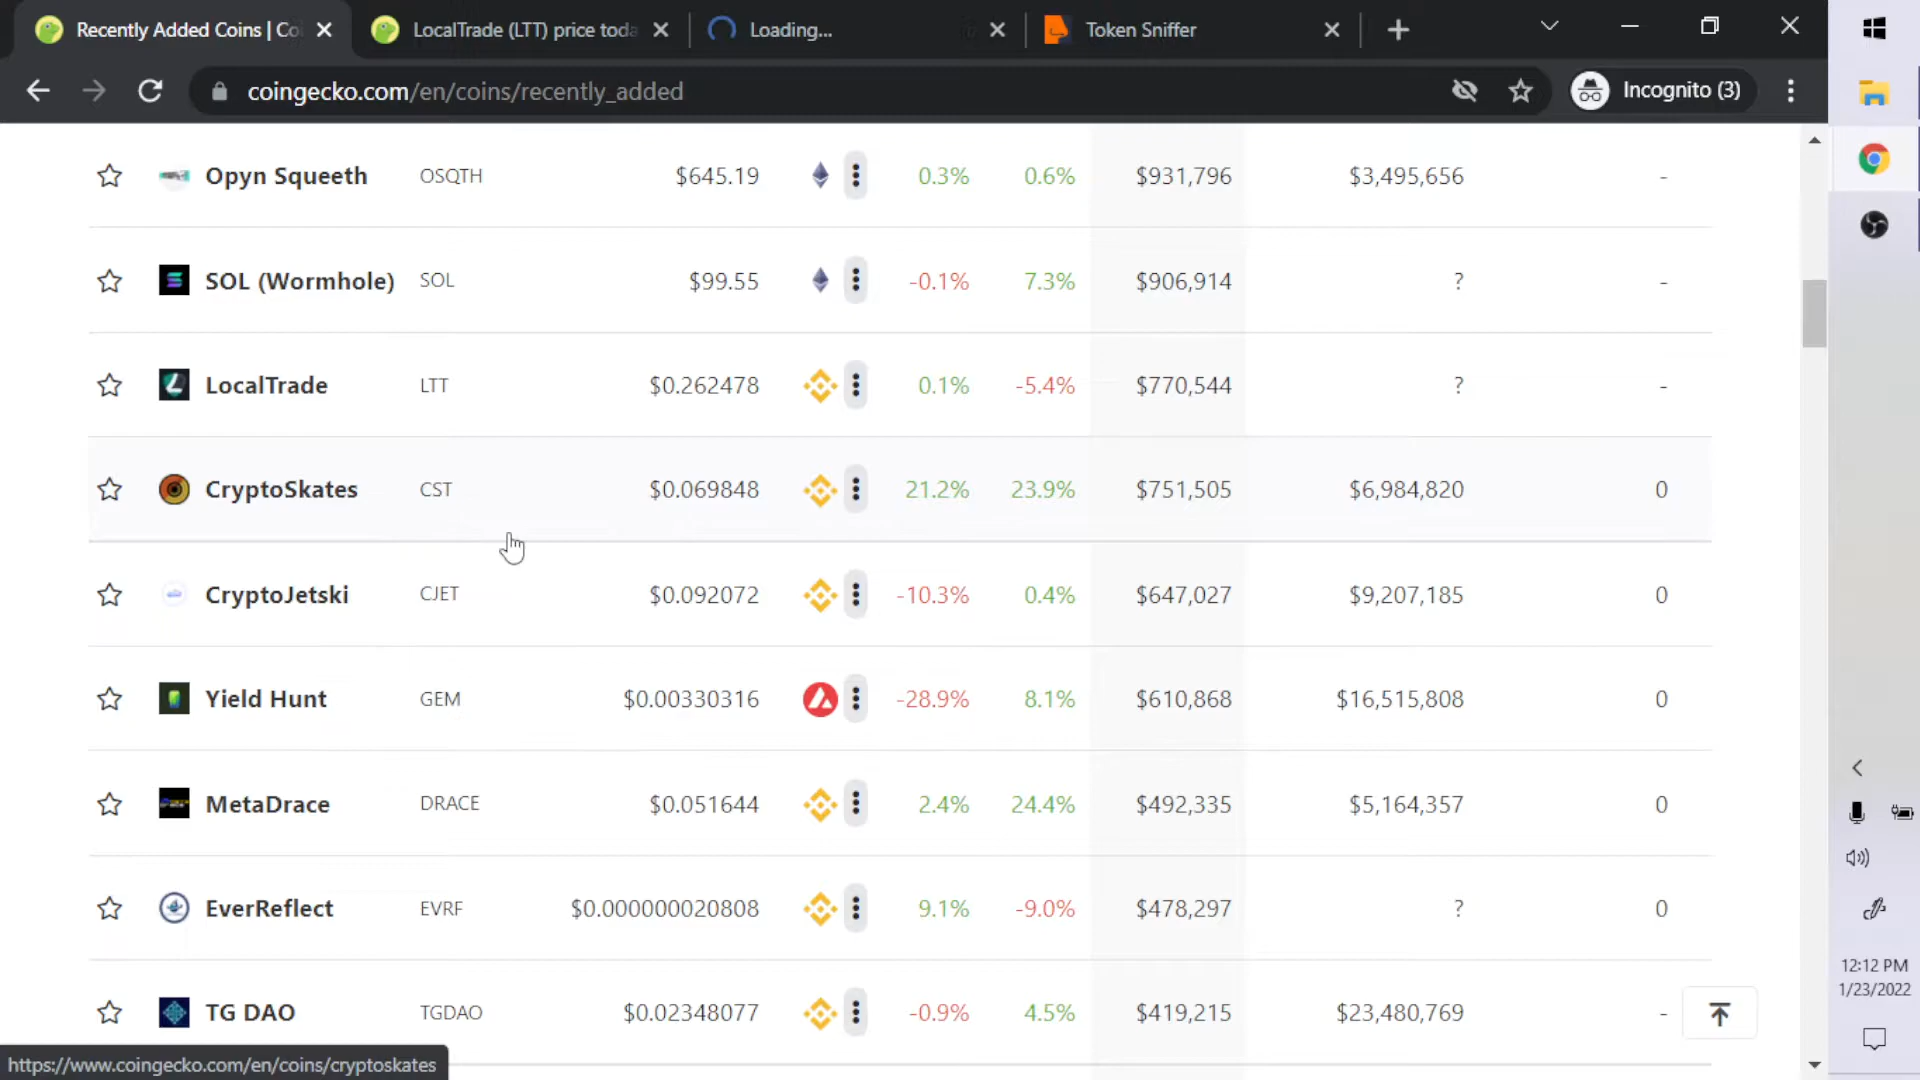 Recently Added Coins | Co
LocalTrade (LTT) price toda
Loading...
Token Sniffer
coingecko.com/en/coins/recently_added
Incognito (3)
Opyn Squeeth OSQTH $645.19 0.3% 0.6% $931,796 $3,495,656 -
SOL (Wormhole) SOL $99.55 -0.1% 7.3% $906,914 ? -
LocalTrade LTT $0.262478 0.1% -5.4% $770,544 ? -
CryptoSkates CST $0.069848 21.2% 23.9% $751,505 $6,984,820 0
CryptoJetski CJET $0.092072 -10.3% 0.4% $647,027 $9,207,185 0
Yield Hunt GEM $0.00330316 -28.9% 8.1% $610,868 $16,515,808 0
MetaDrace DRACE $0.051644 2.4% 24.4% $492,335 $5,164,357 0
EverReflect EVRF $0.000000020808 9.1% -9.0% $478,297 ? 0
TG DAO TGDAO $0.02348077 -0.9% 4.5% $419,215 $23,480,769 -
12:12 PM
1/23/2022
https://www.coingecko.com/en/coins/cryptoskates